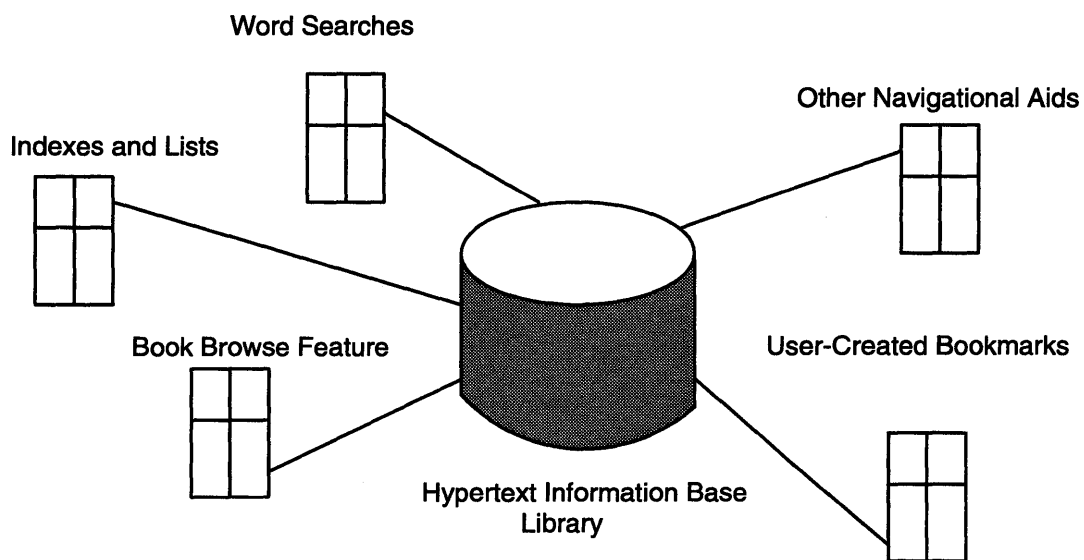 Word Searches
Other Navigational Aids
Indexes and Lists
Book Browse Feature
User-Created Bookmarks
Hypertext Information Base
Library